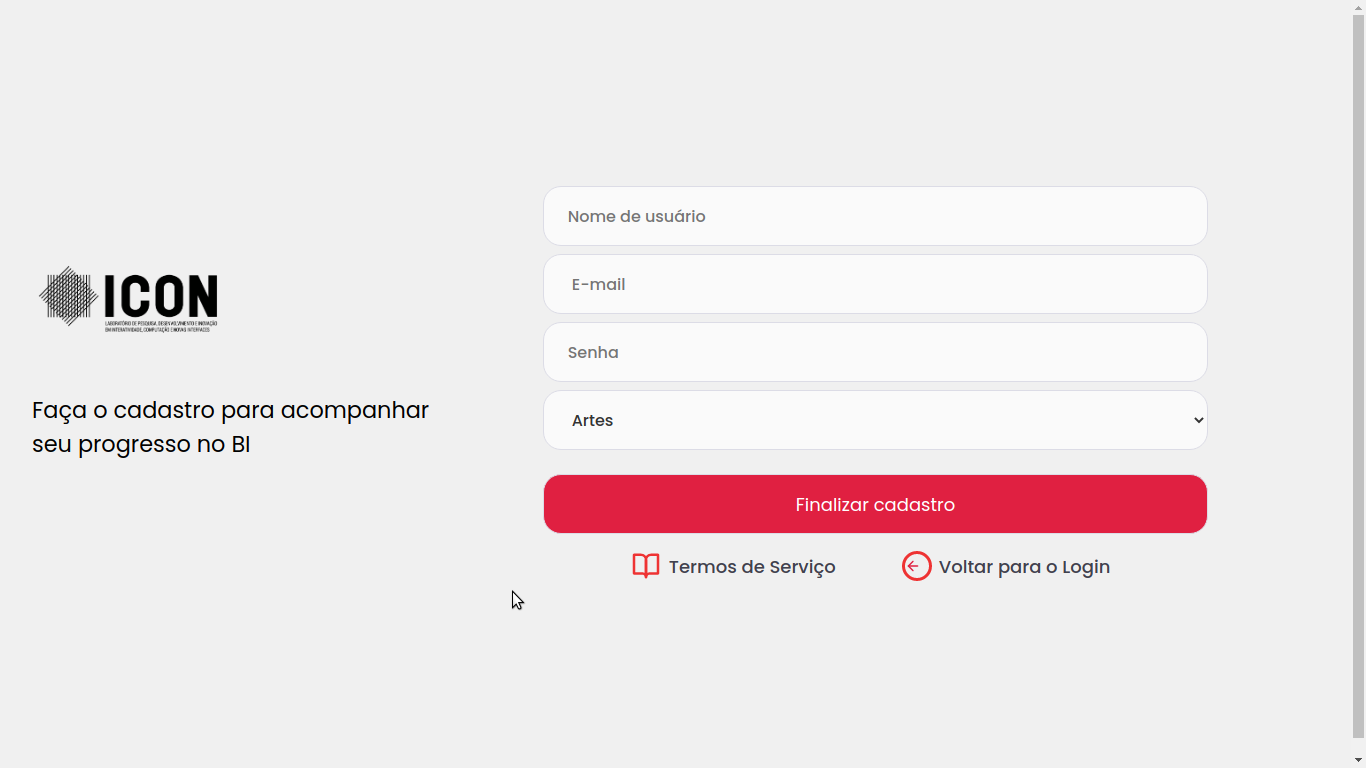 ICON
LABORATÓRIO DE PESQUISA, DESENVOLVIMENTO E INOVAÇÃO
EM INTERATIVIDADE, COMPUTAÇÃO E NOVAS INTERFACES
Faça o cadastro para acompanhar
seu progresso no BI
Nome de usuário
E-mail
Senha
Artes
Finalizar cadastro
Termos de Serviço
Voltar para o Login